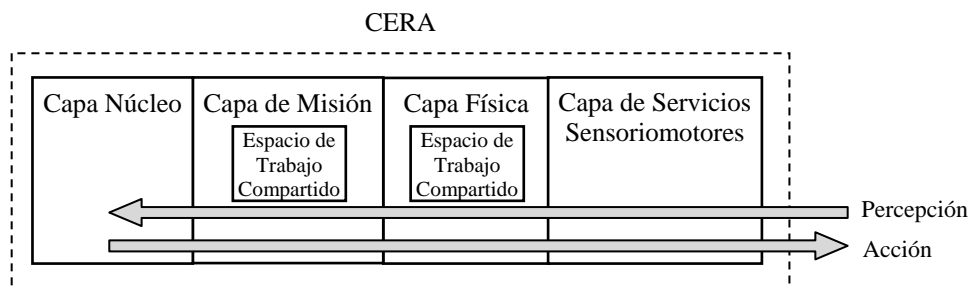 CERA
Capa Núcleo
Capa de Misión
Espacio de
Trabajo
Compartido
Capa Física
Espacio de
Trabajo
Compartido
Capa de Servicios
Sensoriomotores
Percepción
Acción